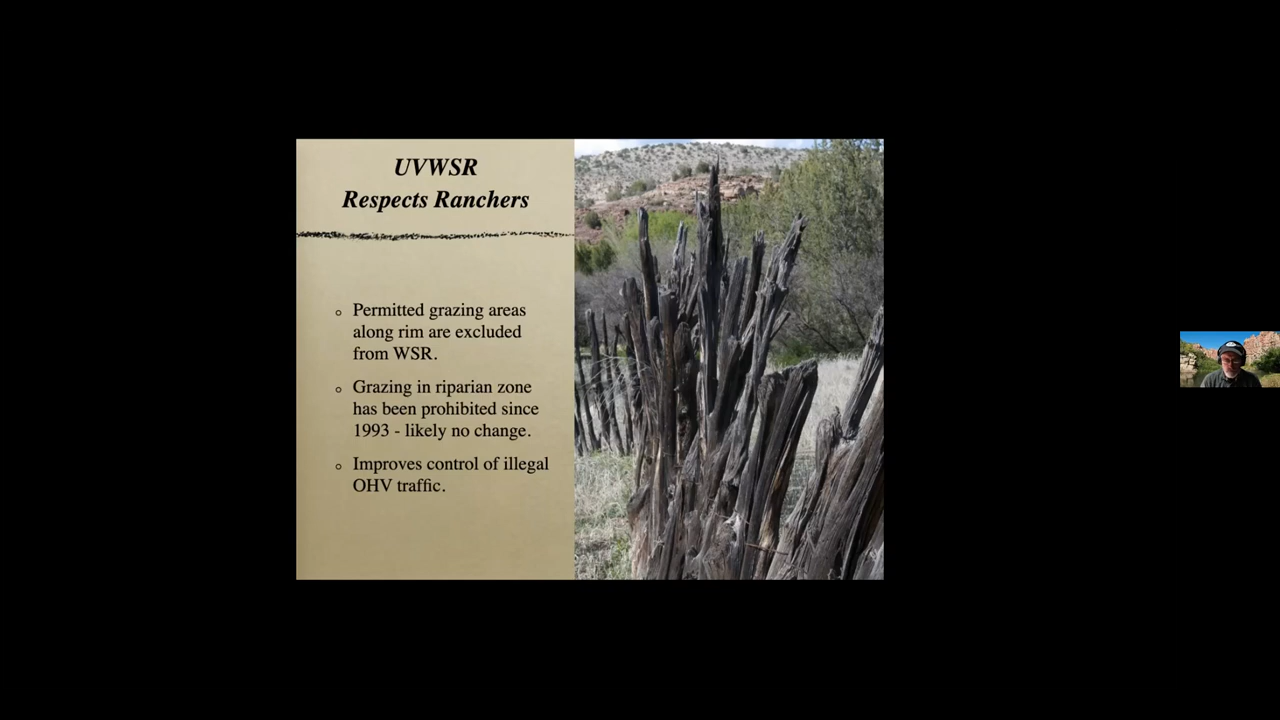 UVWSR
Respects Ranchers
Permitted grazing areas
along rim are excluded
from WSR.
Grazing in riparian zone
has been prohibited since
1993 - likely no change.
Improves control of illegal
OHV traffic.